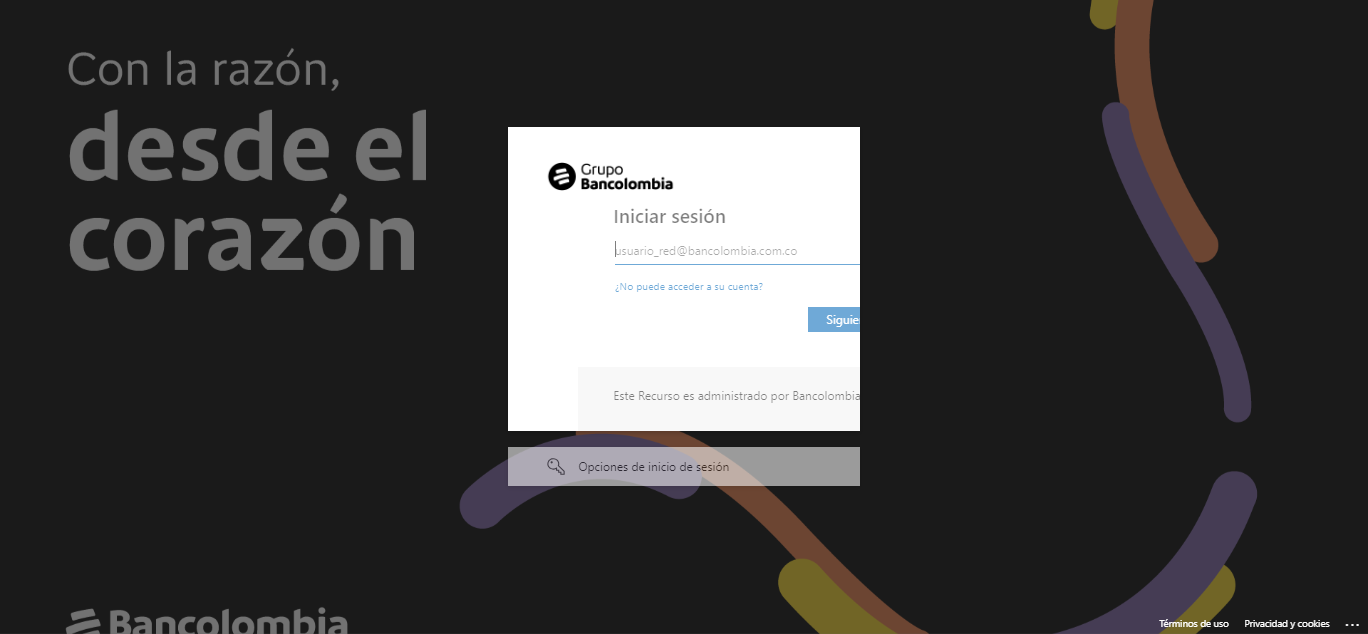 Con la razón,
desde el
corazón
Grupo
Bancolombia
Iniciar sesión
usuario_red@bancolombia.com.co
¿No puede acceder a su cuenta?
Siguie
Este Recurso es administrado por Bancolombia
Opciones de inicio de sesión
Bancolombia
Términos de uso
Privacidad y cookies
...